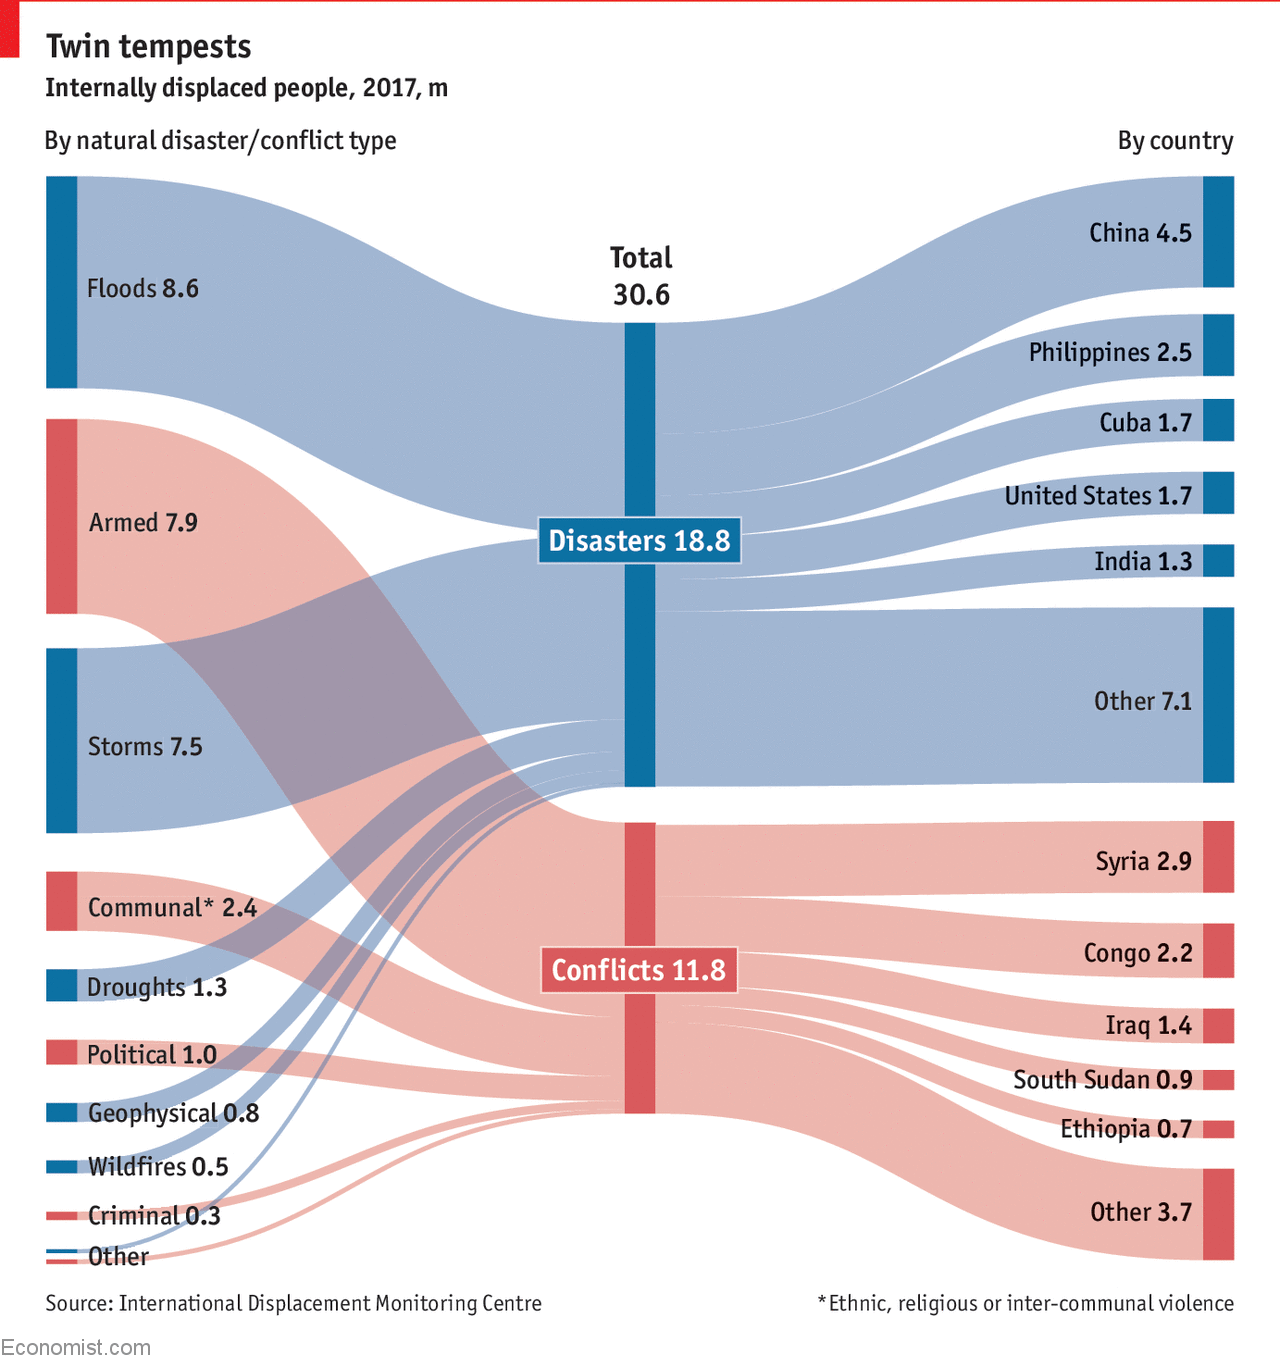 Twin tempests
Internally displaced people, 2017, m
By natural disaster/conflict type
By country
Total
30.6
Floods 8.6
Armed 7.9
Storms 7.5
Communal* 2.4
Droughts 1.3
Political 1.0
Geophysical 0.8
Wildfires 0.5
Criminal 0.3
Other
Disasters 18.8
Conflicts 11.8
China 4.5
Philippines 2.5
Cuba 1.7
United States 1.7
India 1.3
Other 7.1
Syria 2.9
Congo 2.2
Iraq 1.4
South Sudan 0.9
Ethiopia 0.7
Other 3.7
Source: International Displacement Monitoring Centre
*Ethnic, religious or inter-communal violence
Economist.com